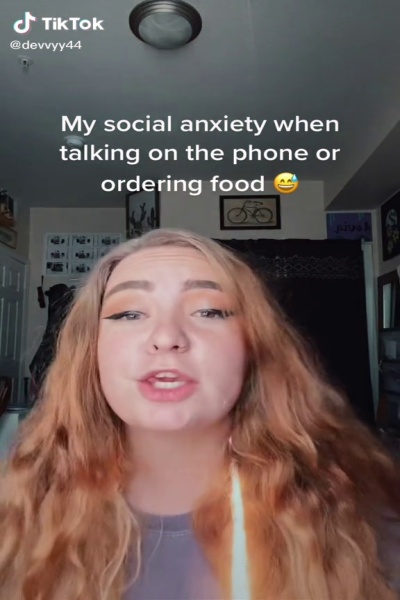 TikTok
@devvyy44
My social anxiety when
talking on the phone or
ordering food 😅